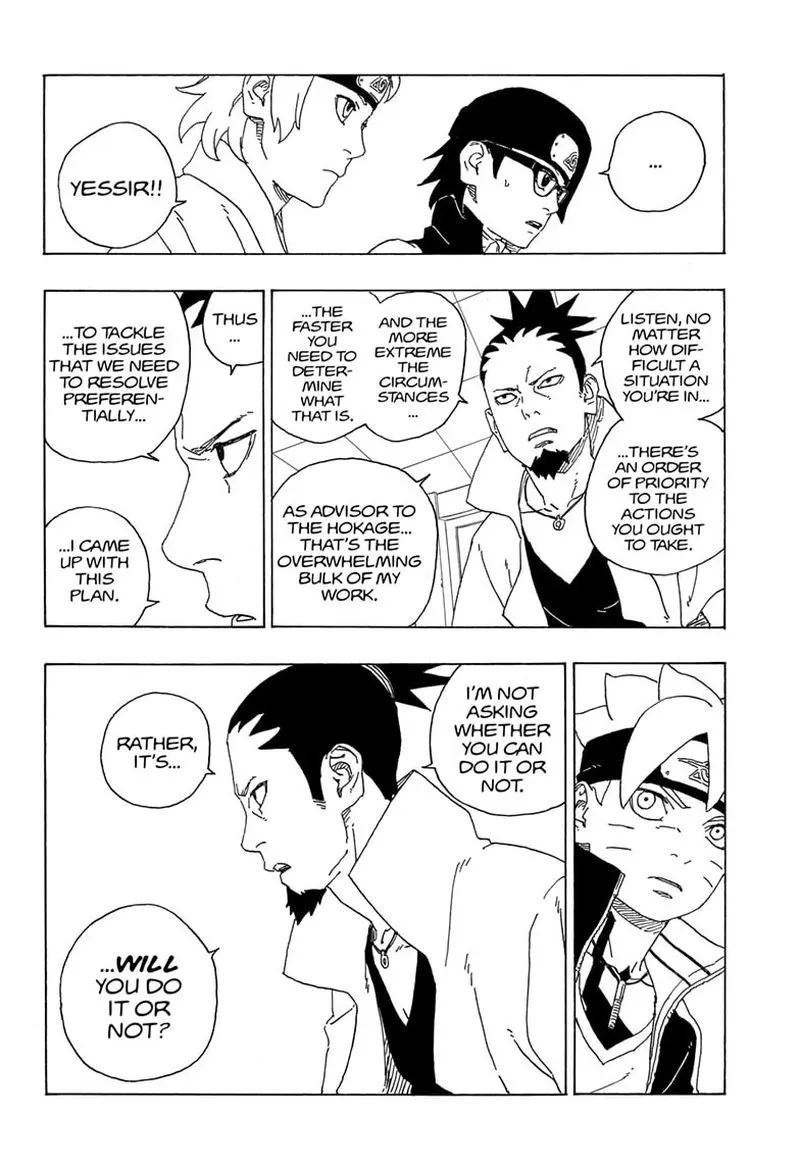 ...
YESSIR!!
LISTEN, NO
MATTER
HOW DIF-
FICULT A
SITUATION
YOU'RE IN...
...THERE'S
AN ORDER
OF PRIORITY
TO THE
ACTIONS
YOU OUGHT
TO TAKE.
AND THE
MORE
EXTREME
THE
CIRCUM-
STANCES
...
...THE
FASTER
YOU
NEED TO
DETER-
MINE
WHAT
THAT IS.
AS ADVISOR TO
THE HOKAGE...
THAT'S THE
OVERWHELMING
BULK OF MY
WORK.
THUS
...
...TO TACKLE
THE ISSUES
THAT WE NEED
TO RESOLVE
PREFEREN-
TIALLY...
...I CAME
UP WITH
THIS
PLAN.
I'M NOT
ASKING
WHETHER
YOU CAN
DO IT OR
NOT.
RATHER,
IT'S...
...WILL
YOU DO
IT OR
NOT?